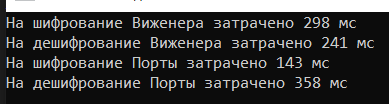 На шифрование Виженера затрачено 298 мс
На дешифрование Виженера затрачено 241 мс
На шифрование Порты затрачено 143 мс
На дешифрование Порты затрачено 358 мс